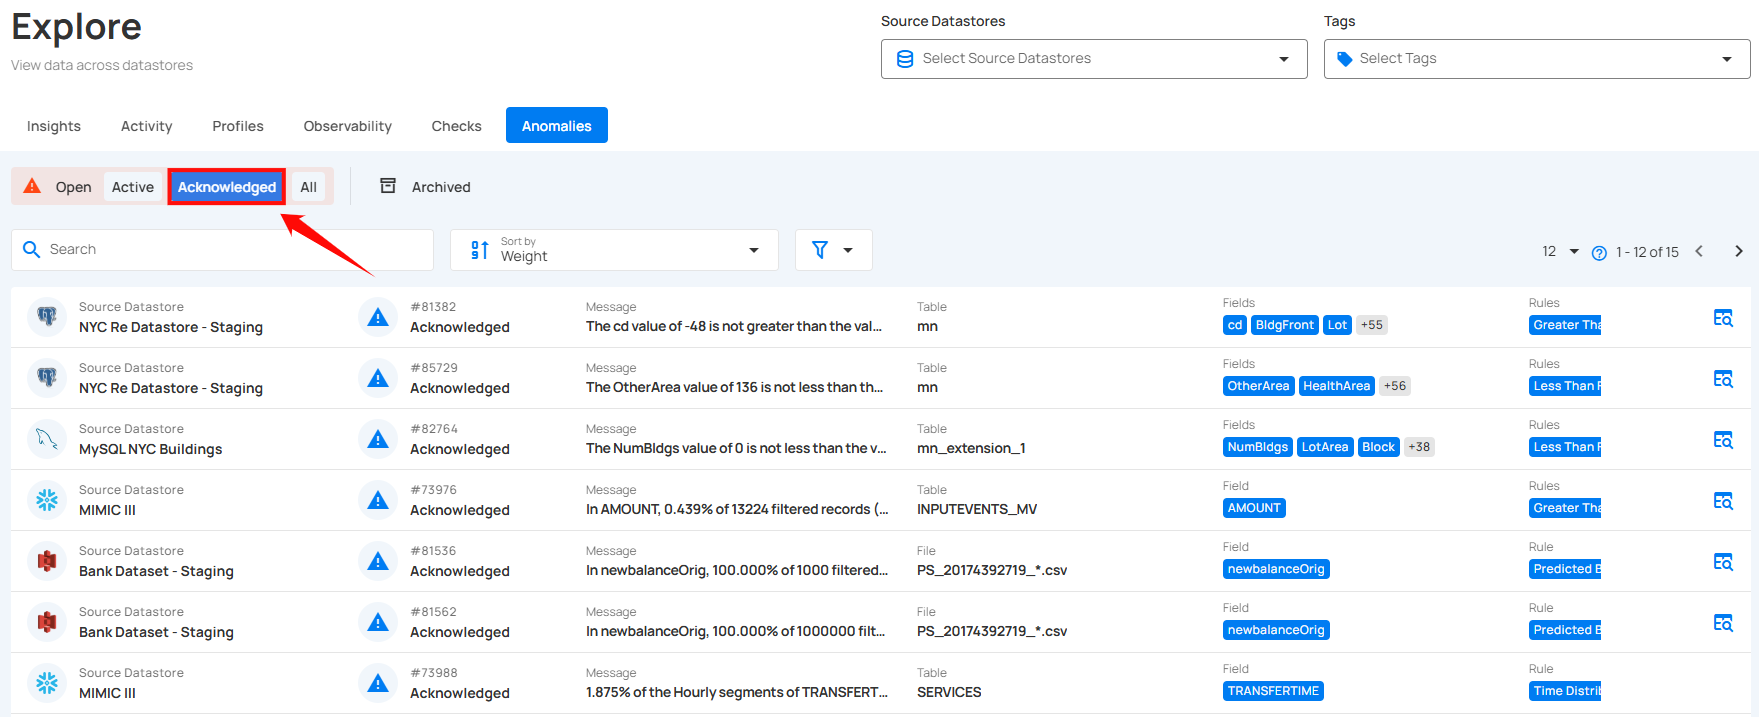 Explore
View data across datastores
Source Datastores
Select Source Datastores
Tags
Select Tags
Insights Activity Profiles Observability Checks Anomalies
Open Active Acknowledged All Archived
Search
Sort by
Weight
12 1 - 12 of 15
Source Datastore #81382 Message Table Fields Rules
NYC Re Datastore - Staging Acknowledged The cd value of -48 is not greater than the val... mn cd BldgFront Lot +55 Greater Tha
Source Datastore #85729 Message Table Fields Rules
NYC Re Datastore - Staging Acknowledged The OtherArea value of 136 is not less than th... mn OtherArea HealthArea +56 Less Than F
Source Datastore #82764 Message Table Fields Rules
MySQL NYC Buildings Acknowledged The NumBldgs value of 0 is not less than the v... mn_extension_1 NumBldgs LotArea Block +38 Less Than F
Source Datastore #73976 Message Table Field Rules
MIMIC III Acknowledged In AMOUNT, 0.439% of 13224 filtered records (... INPUTEVENTS_MV AMOUNT Greater Tha
Source Datastore #81536 Message File Field Rule
Bank Dataset - Staging Acknowledged In newbalanceOrig, 100.000% of 1000 filtered... PS_20174392719_*.csv newbalanceOrig Predicted B
Source Datastore #81562 Message File Field Rule
Bank Dataset - Staging Acknowledged In newbalanceOrig, 100.000% of 1000000 filt... PS_20174392719_*.csv newbalanceOrig Predicted B
Source Datastore #73988 Message Table Field Rule
MIMIC III Acknowledged 1.875% of the Hourly segments of TRANSFERT... SERVICES TRANSFERTIME Time Distrib